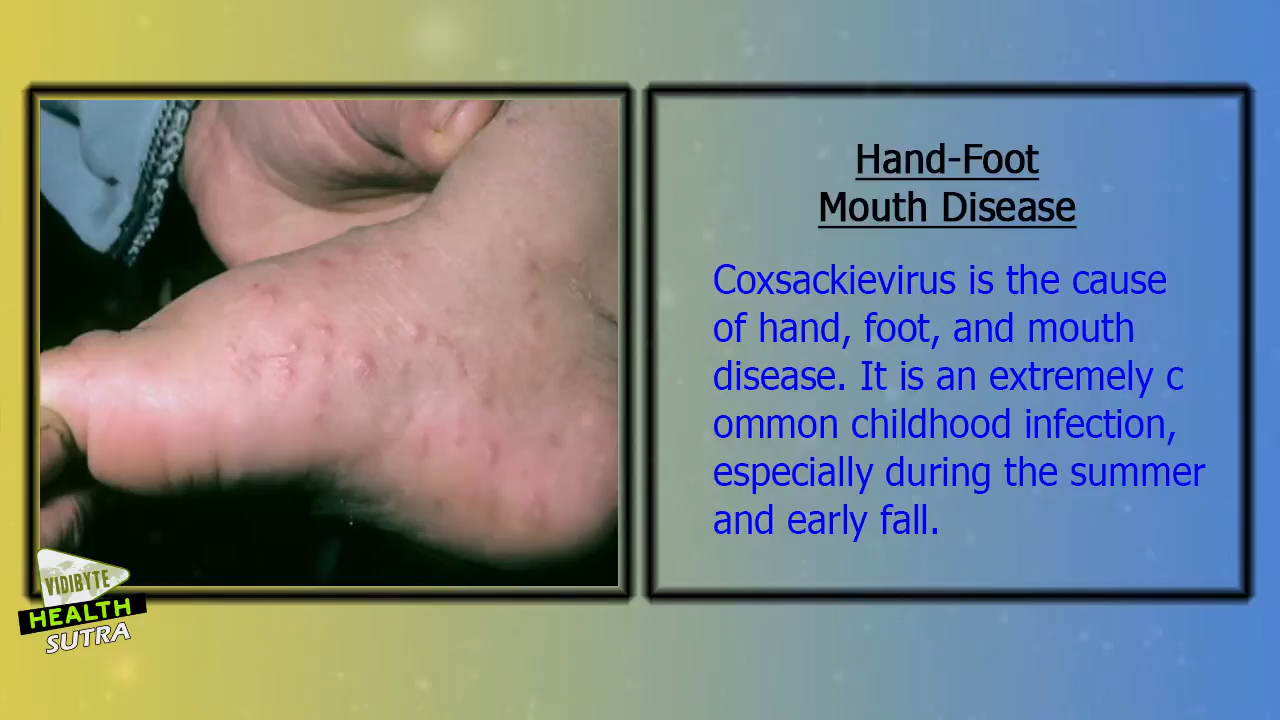 Hand-Foot
Mouth Disease
Coxsackievirus is the cause
of hand, foot, and mouth
disease. It is an extremely c
ommon childhood infection,
especially during the summer
and early fall.
VIDIBYTE
HEALTH
SUTRA